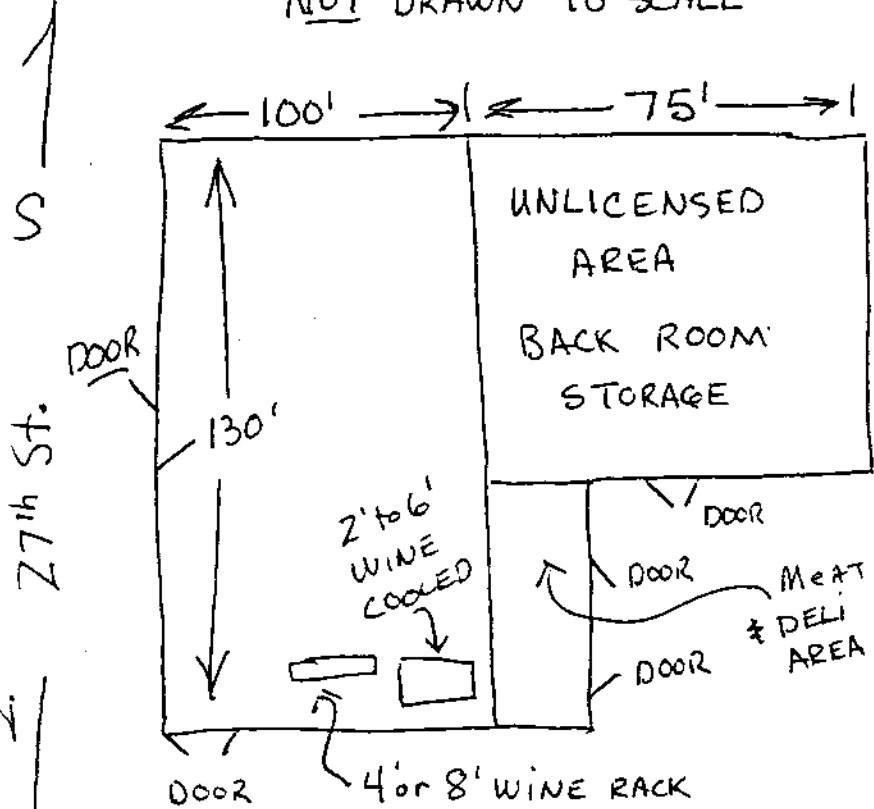 NOT DRAWN TO SCALE
100'
75'
S
UNLICENSED
AREA
BACK ROOM
STORAGE
DOOR
130'
27th St.
2' to 6'
WINE
COOLED
DOOR
DOOR
MEAT
& DELI
AREA
DOOR
N.
DOOR
4' or 8' WINE RACK